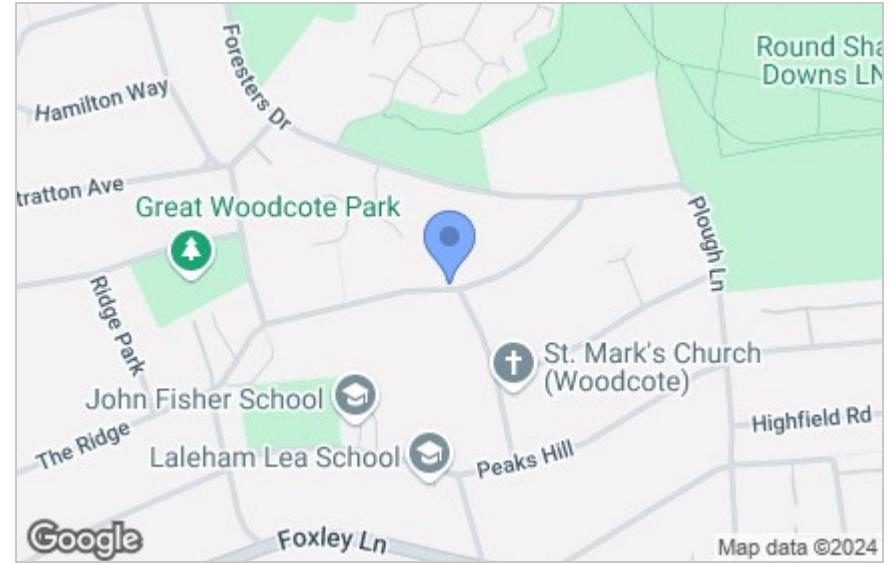 Round Sha
Downs LN
Foresters Dr
Hamilton Way
tratton Ave
Great Woodcote Park
Plough Ln
Ridge Park
St. Mark's Church
(Woodcote)
John Fisher School
Highfield Rd
The Ridge
Laleham Lea School
Peaks Hill
Foxley Ln
Google
Map data ©2024